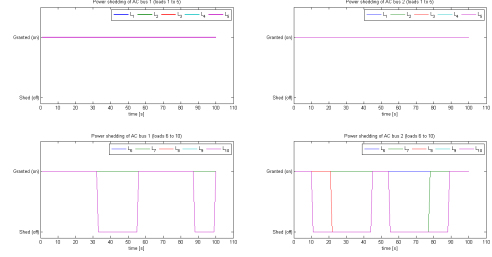 Power shedding of AC bus 1 (loads 1 to 5)
L1 L2 L3 L4 L5
Granted (on)
Shed (off)
0 10 20 30 40 50 60 70 80 90 100 110
time [s]
Power shedding of AC bus 2 (loads 1 to 5)
L1 L2 L3 L4 L5
Granted (on)
Shed (off)
0 10 20 30 40 50 60 70 80 90 100 110
time [s]
Power shedding of AC bus 1 (loads 6 to 10)
L6 L7 L8 L9 L10
Granted (on)
Shed (off)
0 10 20 30 40 50 60 70 80 90 100 110
time [s]
Power shedding of AC bus 2 (loads 6 to 10)
L6 L7 L8 L9 L10
Granted (on)
Shed (off)
0 10 20 30 40 50 60 70 80 90 100 110
time [s]